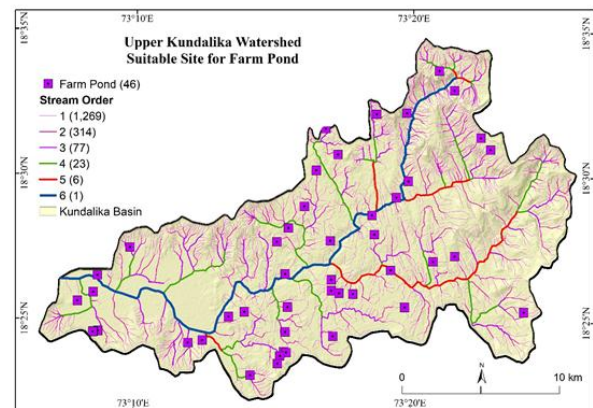 73°10'E
73°20'E
18°35'N
18°35'N
Upper Kundalika Watershed
Suitable Site for Farm Pond
Farm Pond (46)
Stream Order
1 (1,269)
2 (314)
3 (77)
4 (23)
5 (6)
6 (1)
Kundalika Basin
18°30'N
18°30'N
18°25'N
18°25'N
N
0
10 km
73°10'E
73°20'E